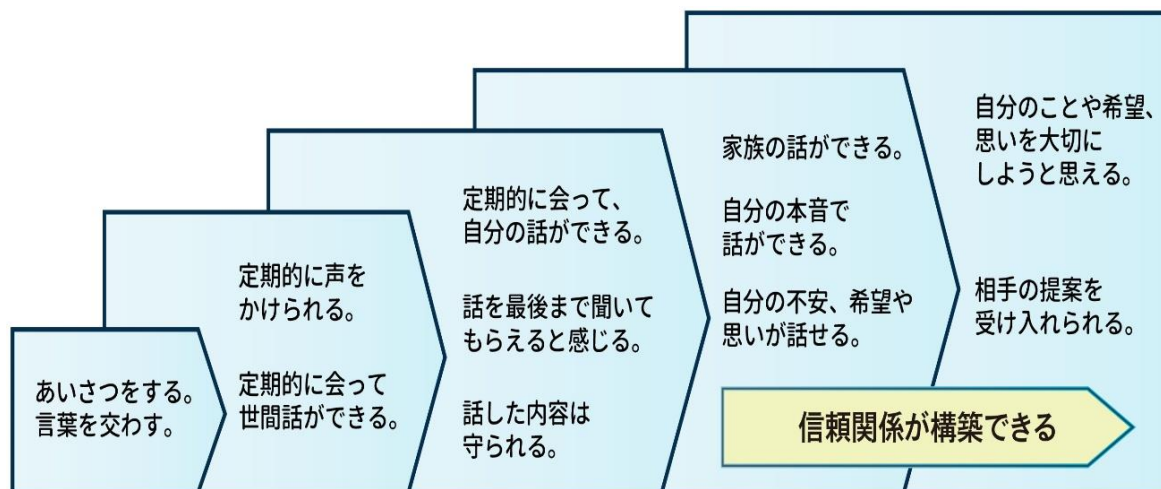 あいさつをする。
言葉を交わす。
定期的に声を
かけられる。
定期的に会って
世間話ができる。
定期的に会って、
自分の話ができる。
話を最後まで聞いて
もらえると感じる。
話した内容は
守られる。
家族の話ができる。
自分の本音で
話ができる。
自分の不安、希望や
思いが話せる。
自分のことや希望、
思いを大切に
しようと思える。
相手の提案を
受け入れられる。
信頼関係が構築できる